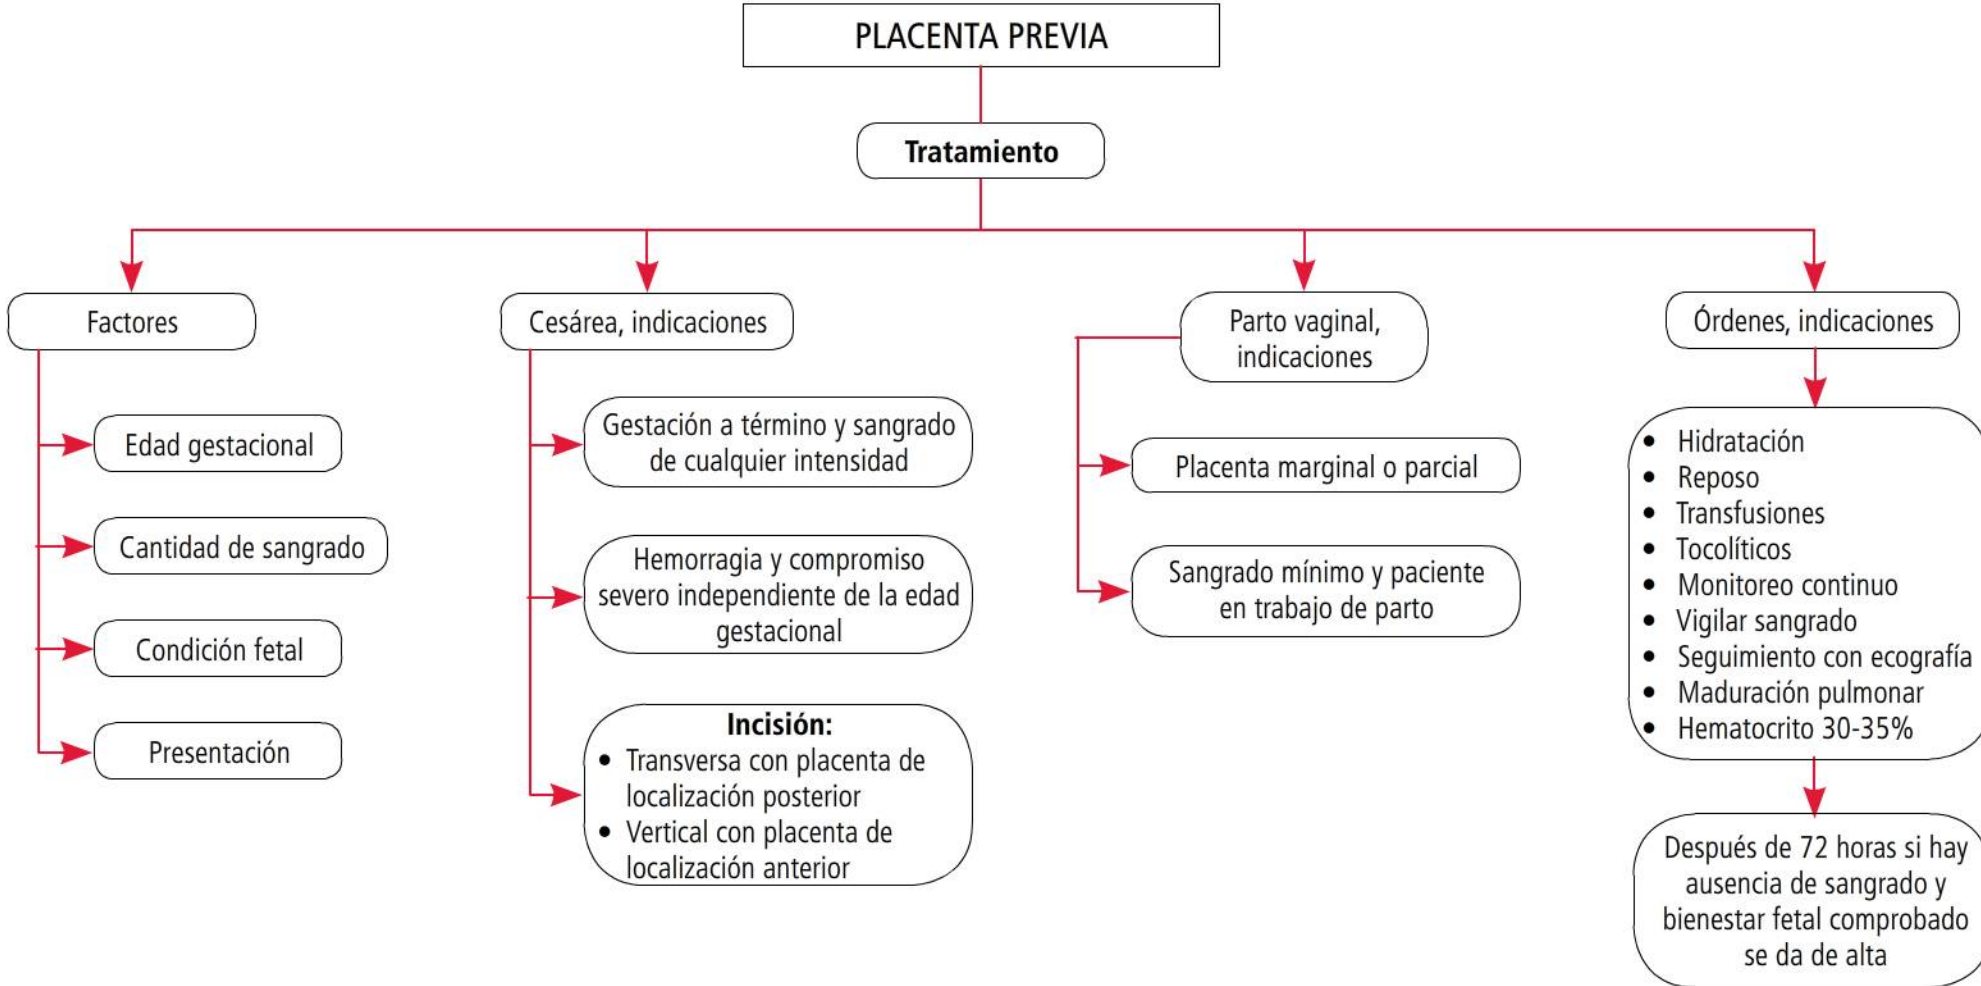 PLACENTA PREVIA
Tratamiento
Factores
Edad gestacional
Cantidad de sangrado
Condición fetal
Presentación
Cesárea, indicaciones
Gestación a término y sangrado
de cualquier intensidad
Hemorragia y compromiso
severo independiente de la edad
gestacional
Incisión:
• Transversa con placenta de
localización posterior
• Vertical con placenta de
localización anterior
Parto vaginal,
indicaciones
Placenta marginal o parcial
Sangrado mínimo y paciente
en trabajo de parto
Órdenes, indicaciones
• Hidratación
• Reposo
• Transfusiones
• Tocolíticos
• Monitoreo continuo
• Vigilar sangrado
• Seguimiento con ecografía
• Maduración pulmonar
• Hematocrito 30-35%
Después de 72 horas si hay
ausencia de sangrado y
bienestar fetal comprobado
se da de alta